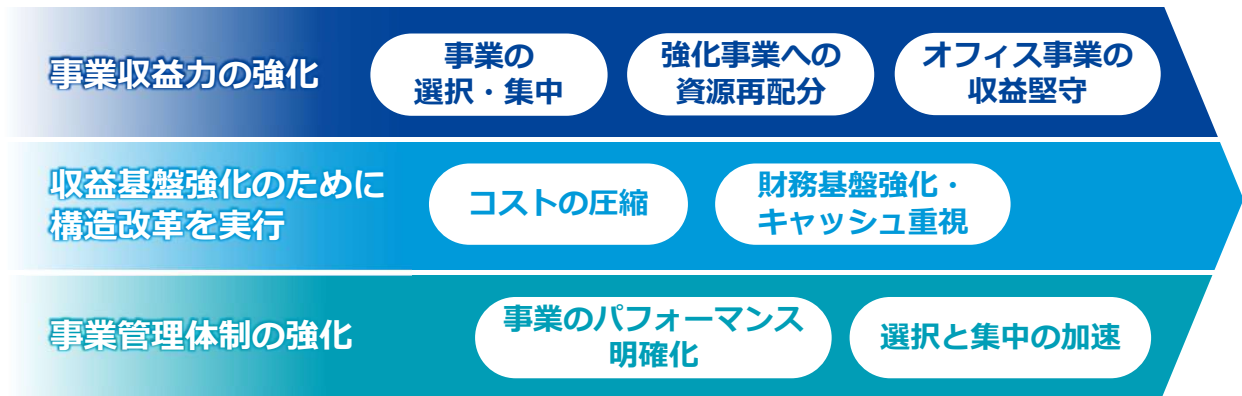 事業収益力の強化
事業の
選択・集中
強化事業への
資源再配分
オフィス事業の
収益堅守
収益基盤強化のために
構造改革を実行
コストの圧縮
財務基盤強化・
キャッシュ重視
事業管理体制の強化
事業のパフォーマンス
明確化
選択と集中の加速